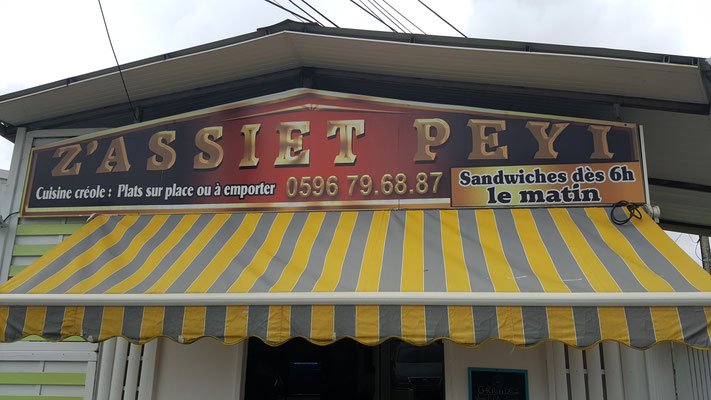 Z'ASSIET PEYI
Cuisine créole : Plats sur place ou à emporter
0596 79.68.87
Sandwiches dès 6h
le matin